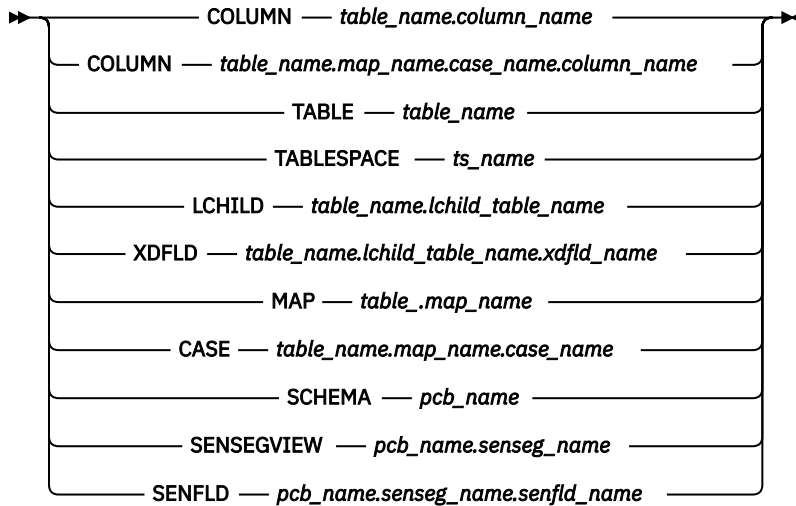 COLUMN table_name.column_name
COLUMN table_name.map_name.case_name.column_name
TABLE table_name
TABLESPACE ts_name
LCHILD table_name.lchild_table_name
XDFLD table_name.lchild_table_name.xdfld_name
MAP table_.map_name
CASE table_name.map_name.case_name
SCHEMA pcb_name
SENSEGVIEW pcb_name.senseg_name
SENFLD pcb_name.senseg_name.senfld_name